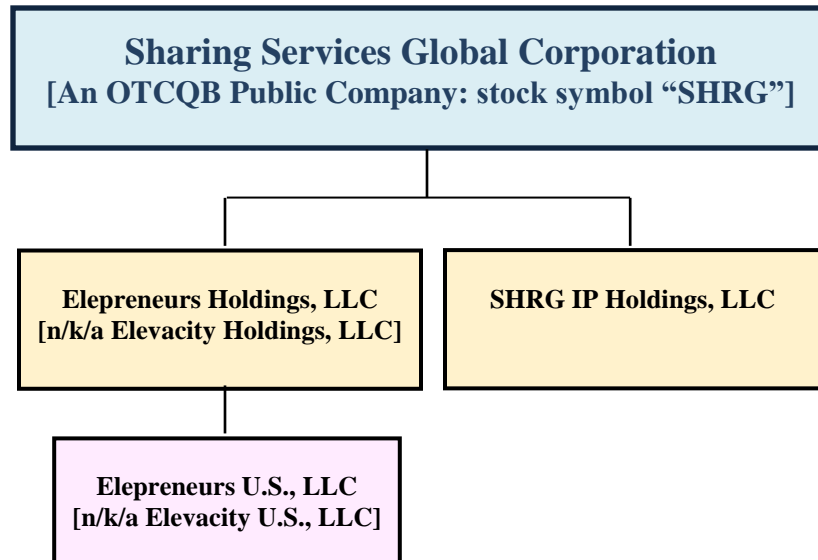 Sharing Services Global Corporation
[An OTCQB Public Company: stock symbol “SHRG”]
Elepreneurs Holdings, LLC
[n/k/a Elevacity Holdings, LLC]
SHRG IP Holdings, LLC
Elepreneurs U.S., LLC
[n/k/a Elevacity U.S., LLC]